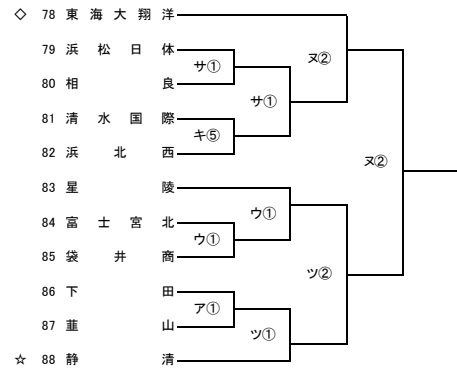 ◇ 78 東海大翔洋
79 浜松日体
サ①
80 相良
ヌ②
サ①
81 清水国際
キ⑤
82 浜北西
ヌ②
83 星陵
ウ①
84 富士宮北
ウ①
85 袋井商
ツ②
86 下田
ア①
87 韮山
ツ①
☆ 88 静清